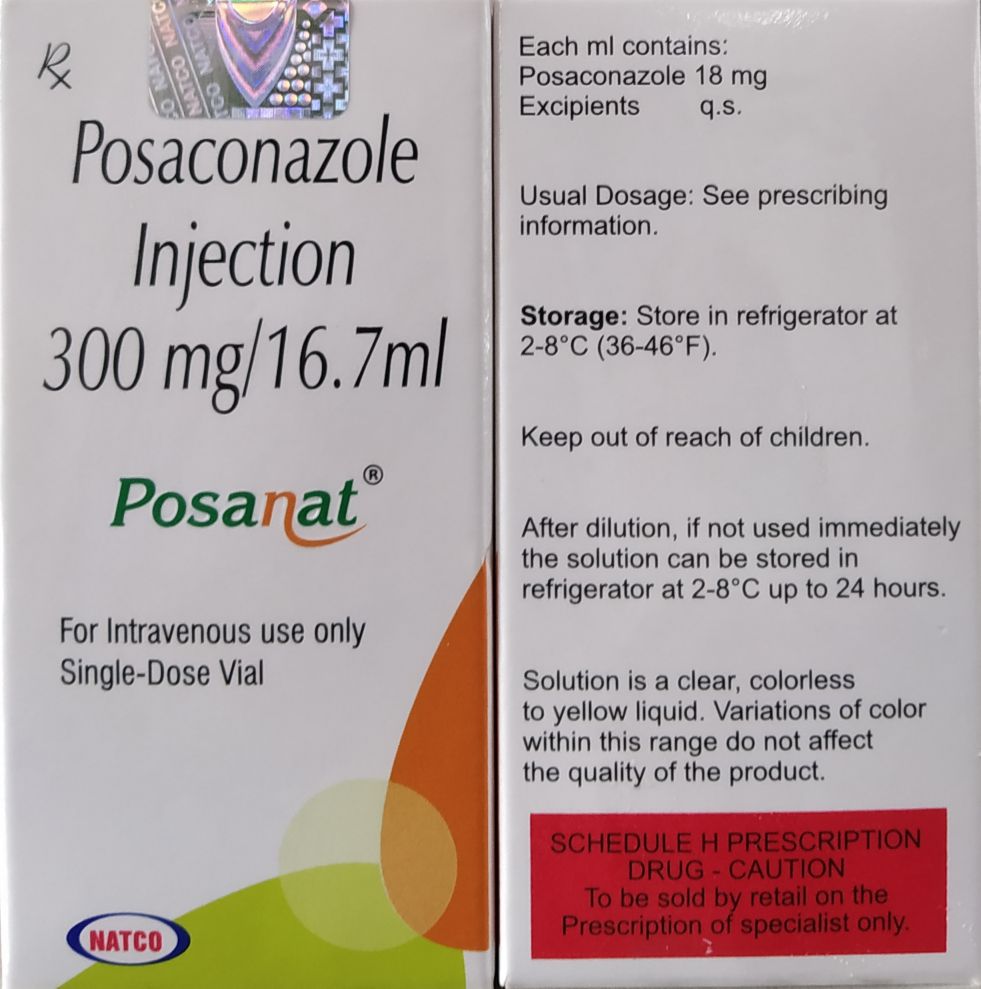 Rx
NATCO NATCO
Posaconazole
Injection
300 mg/16.7ml
Posanat®
For Intravenous use only
Single-Dose Vial
NATCO
Each ml contains:
Posaconazole 18 mg
Excipients q.s.
Usual Dosage: See prescribing
information.
Storage: Store in refrigerator at
2-8°C (36-46°F).
Keep out of reach of children.
After dilution, if not used immediately
the solution can be stored in
refrigerator at 2-8°C up to 24 hours.
Solution is a clear, colorless
to yellow liquid. Variations of color
within this range do not affect
the quality of the product.
SCHEDULE H PRESCRIPTION
DRUG - CAUTION
To be sold by retail on the
Prescription of specialist only.